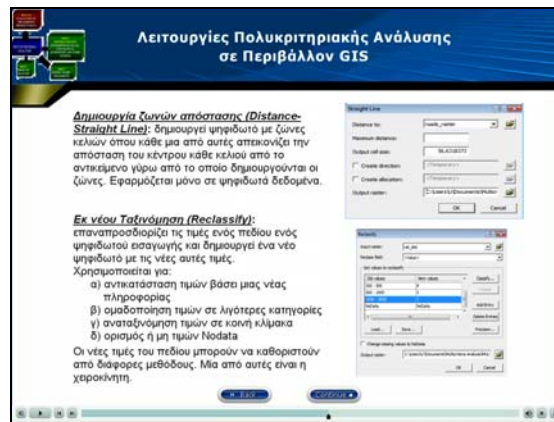 Λειτουργίες Πολυκριτηριακής Ανάλυσης
σε Περιβάλλον GIS
Δημιουργία ζωνών απόστασης (Distance-
Straight Line): δημιουργεί ψηφιδωτό με ζώνες
κελιών όπου κάθε μια από αυτές απεικονίζει την
απόσταση του κέντρου κάθε κελιού από το
αντικείμενο γύρω από το οποίο δημιουργούνται οι
ζώνες. Εφαρμόζεται μόνο σε ψηφιδωτά δεδομένα.
Εκ νέου Ταξινόμηση (Reclassify):
επαναπροσδιορίζει τις τιμές ενός πεδίου ενός
ψηφιδωτού εισαγωγής και δημιουργεί ένα νέο
ψηφιδωτό με τις νέες αυτές τιμές.
Χρησιμοποιείται για:
α) αντικατάσταση τιμών βάσει μιας νέας
πληροφορίας
β) ομαδοποίηση τιμών σε λιγότερες κατηγορίες
γ) αναταξινόμηση τιμών σε κοινή κλίμακα
δ) ορισμός ή μη τιμών Nodata
Οι νέες τιμές του πεδίου μπορούν να καθοριστούν
από διάφορες μεθόδους. Μία από αυτές είναι η
χειροκίνητη.
Straight Line
Distance to:
Maximum distance:
Output cell size:
Create direction:
Create allocation:
Output raster:
OK Cancel
Reclassify
Input raster:
Reclass field:
Set values to reclassify
Old values New values
Classify...
NoData NoData
Add Entry
Delete Entries
Load... Save... Precision...
Change missing values to NoData
Output raster:
OK Cancel
Back Continue